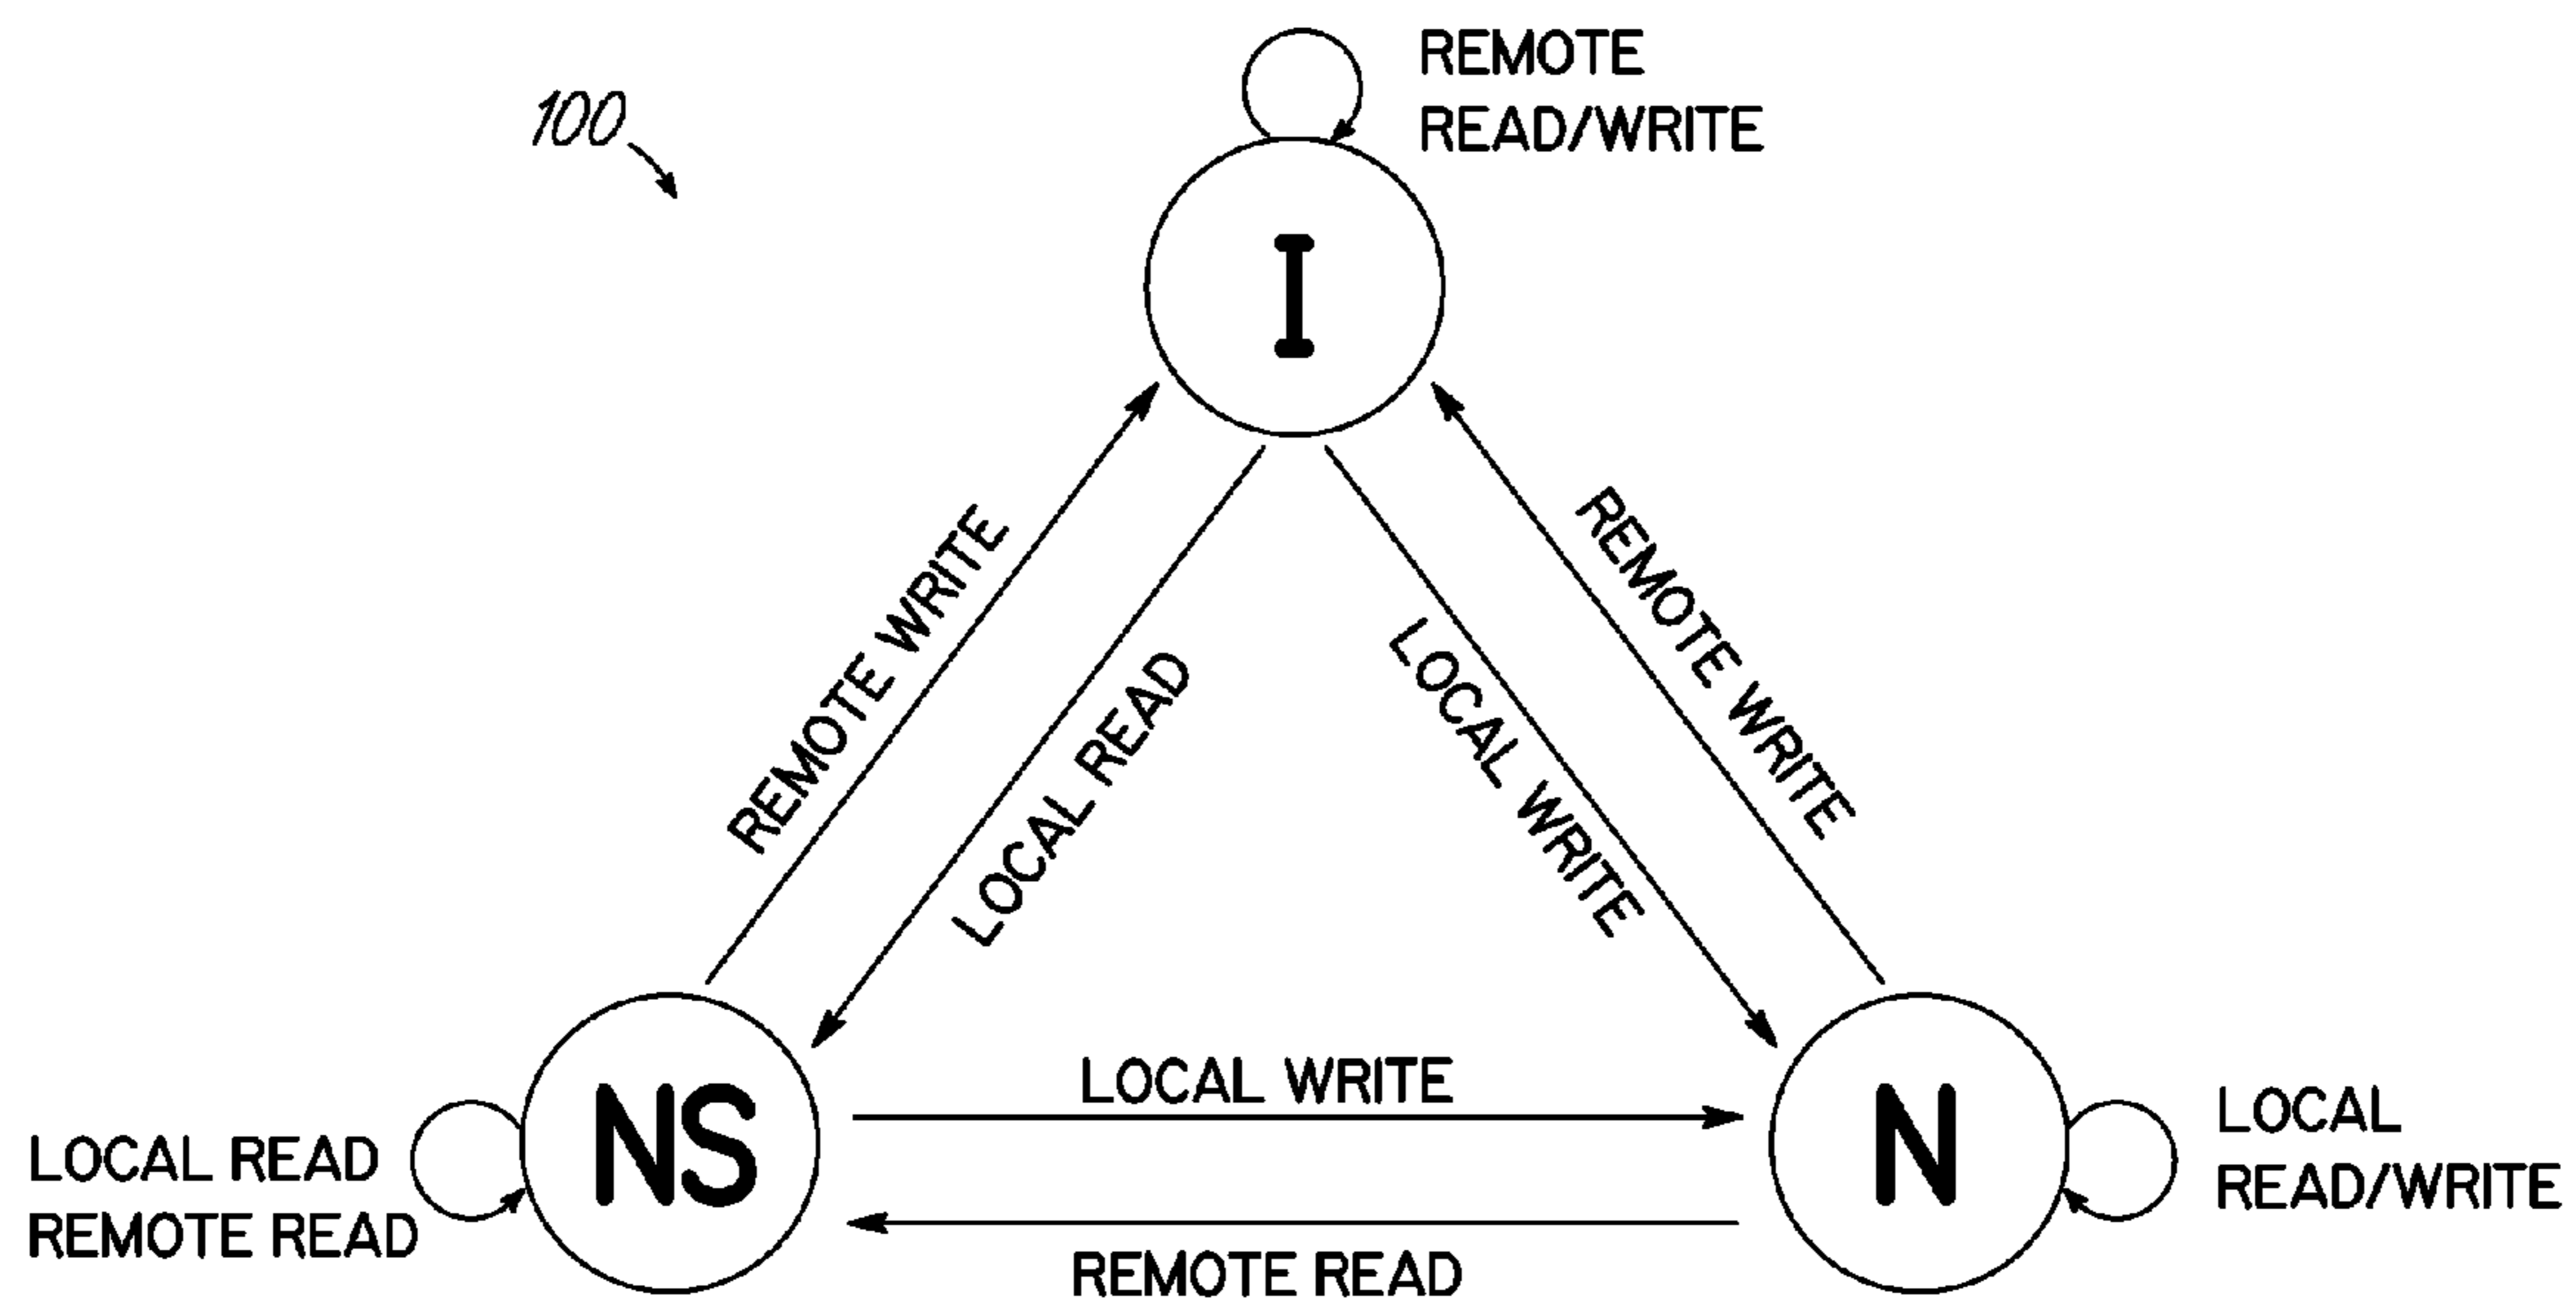 100
REMOTE
READ/WRITE
I
REMOTE WRITE
LOCAL READ
LOCAL WRITE
REMOTE WRITE
NS
LOCAL READ
REMOTE READ
LOCAL WRITE
REMOTE READ
N
LOCAL
READ/WRITE